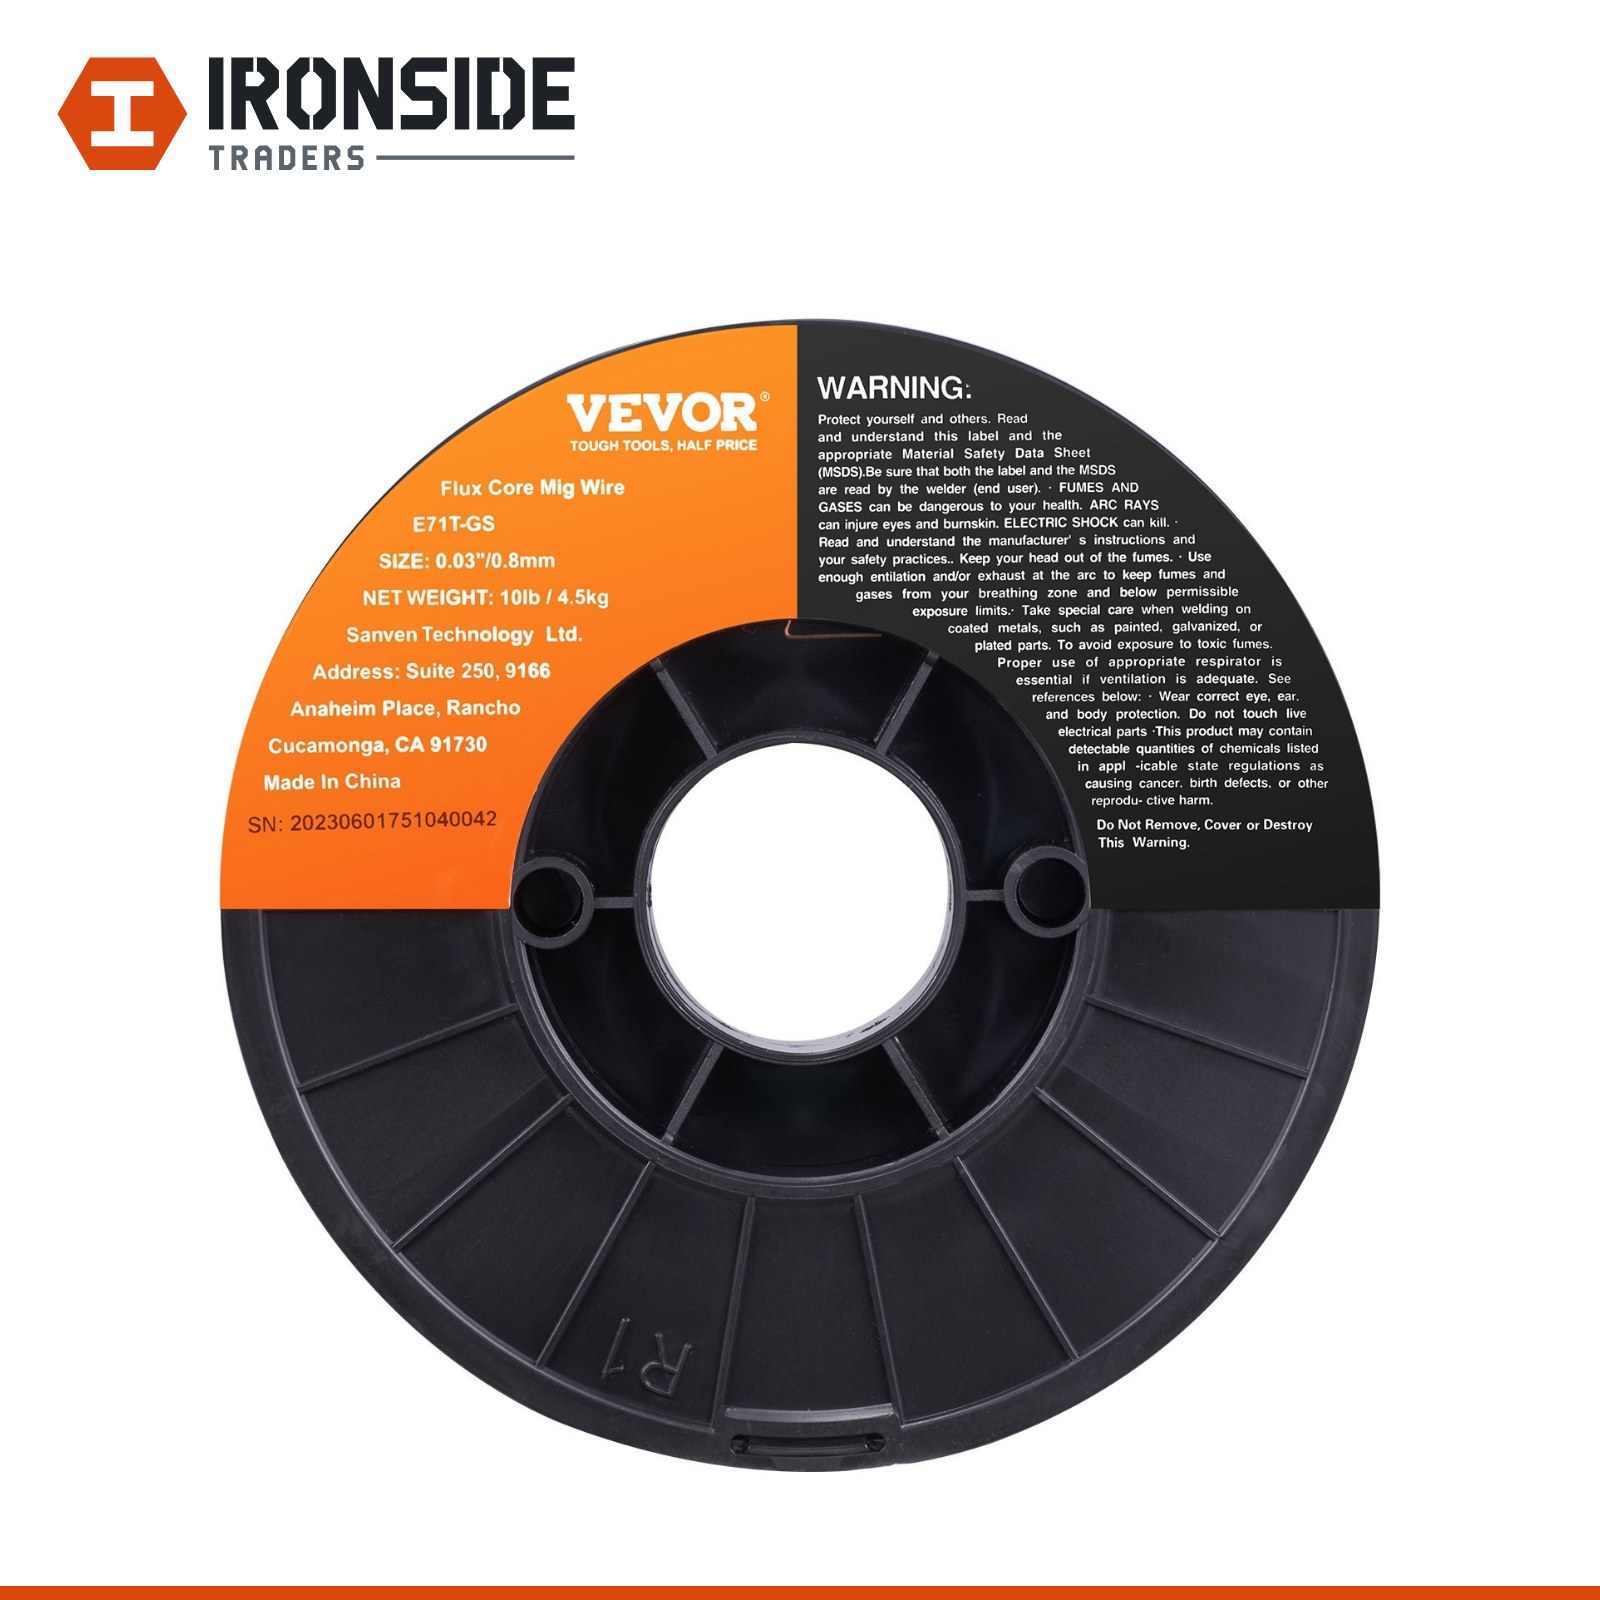 IRONSIDE
TRADERS
VEVOR®
TOUGH TOOLS, HALF PRICE
Flux Core Mig Wire
E71T-GS
SIZE: 0.03"/0.8mm
NET WEIGHT: 10lb / 4.5kg
Sanven Technology Ltd.
Address: Suite 250, 9166
Anaheim Place, Rancho
Cucamonga, CA 91730
Made In China
SN: 20230601751040042
WARNING:
Protect yourself and others. Read
and understand this label and the
appropriate Material Safety Data Sheet
(MSDS).Be sure that both the label and the MSDS
are read by the welder (end user). · FUMES AND
GASES can be dangerous to your health. ARC RAYS
can injure eyes and burnskin. ELECTRIC SHOCK can kill. ·
Read and understand the manufacturer' s instructions and
your safety practices.. Keep your head out of the fumes. · Use
enough entilation and/or exhaust at the arc to keep fumes and
gases from your breathing zone and below permissible
exposure limits.· Take special care when welding on
coated metals, such as painted, galvanized, or
plated parts. To avoid exposure to toxic fumes.
Proper use of appropriate respirator is
essential if ventilation is adequate. See
references below: · Wear correct eye, ear.
and body protection. Do not touch live
electrical parts ·This product may contain
detectable quantities of chemicals listed
in appl -icable state regulations as
causing cancer, birth defects, or other
reprodu- ctive harm.
Do Not Remove, Cover or Destroy
This Warning.
R1